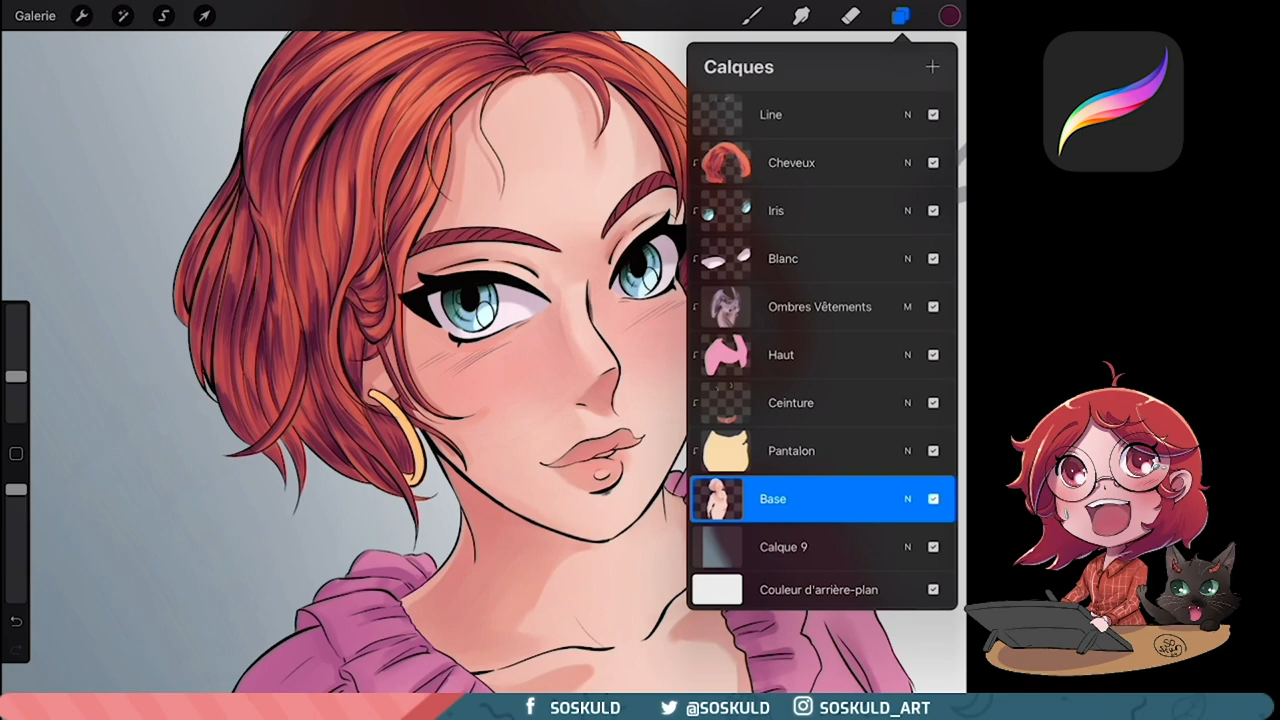 Galerie
Calques
Line N
Cheveux N
Iris N
Blanc N
Ombres Vêtements M
Haut N
Ceinture N
Pantalon N
Base N
Calque 9 N
Couleur d'arrière-plan
SOSKULD @SOSKULD SOSKULD_ART